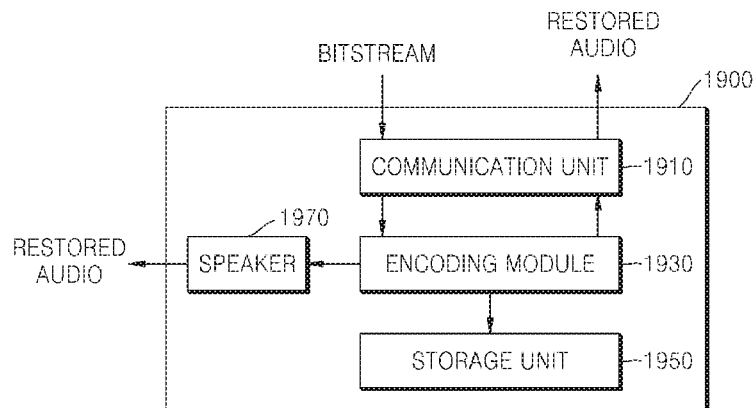 RESTORED
AUDIO
BITSTREAM
1900
COMMUNICATION UNIT
1910
1970
RESTORED
AUDIO
SPEAKER
ENCODING MODULE
1930
STORAGE UNIT
1950